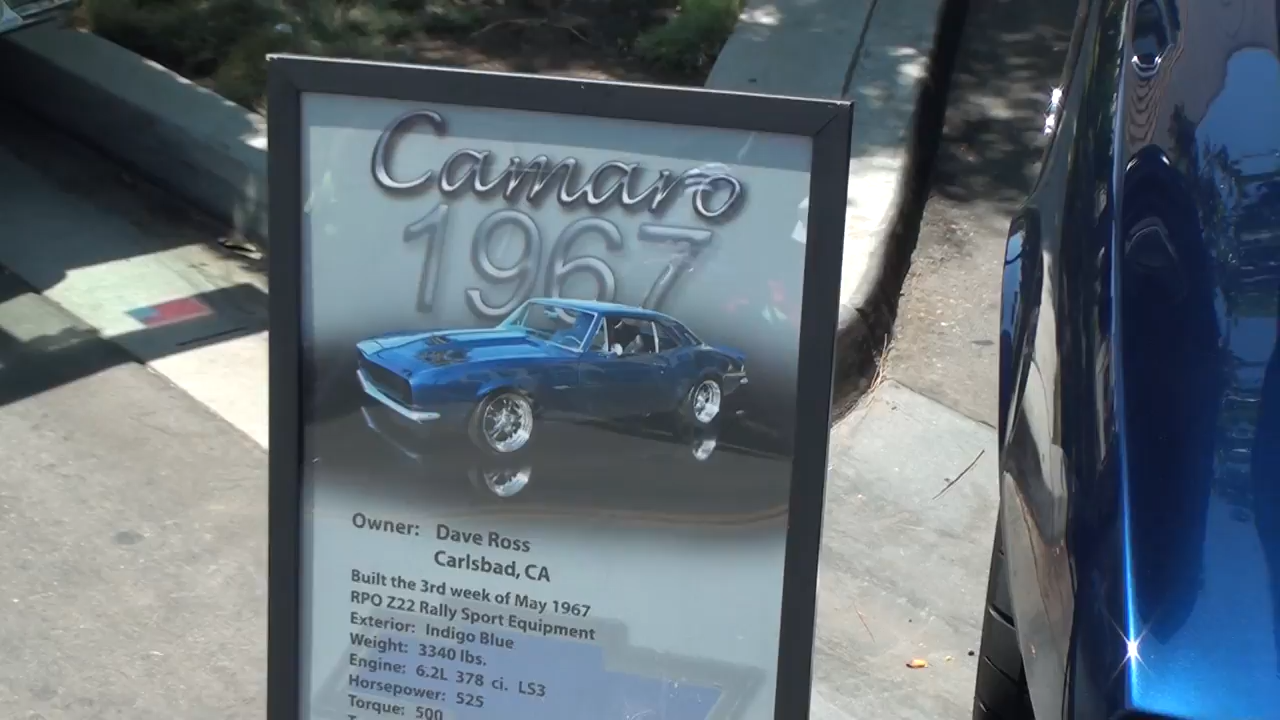 Camaro
1967
Owner: Dave Ross
Carlsbad, CA
Built the 3rd week of May 1967
RPO Z22 Rally Sport Equipment
Exterior: Indigo Blue
Weight: 3340 lbs.
Engine: 6.2L 378 ci. LS3
Horsepower: 525
Torque: 500